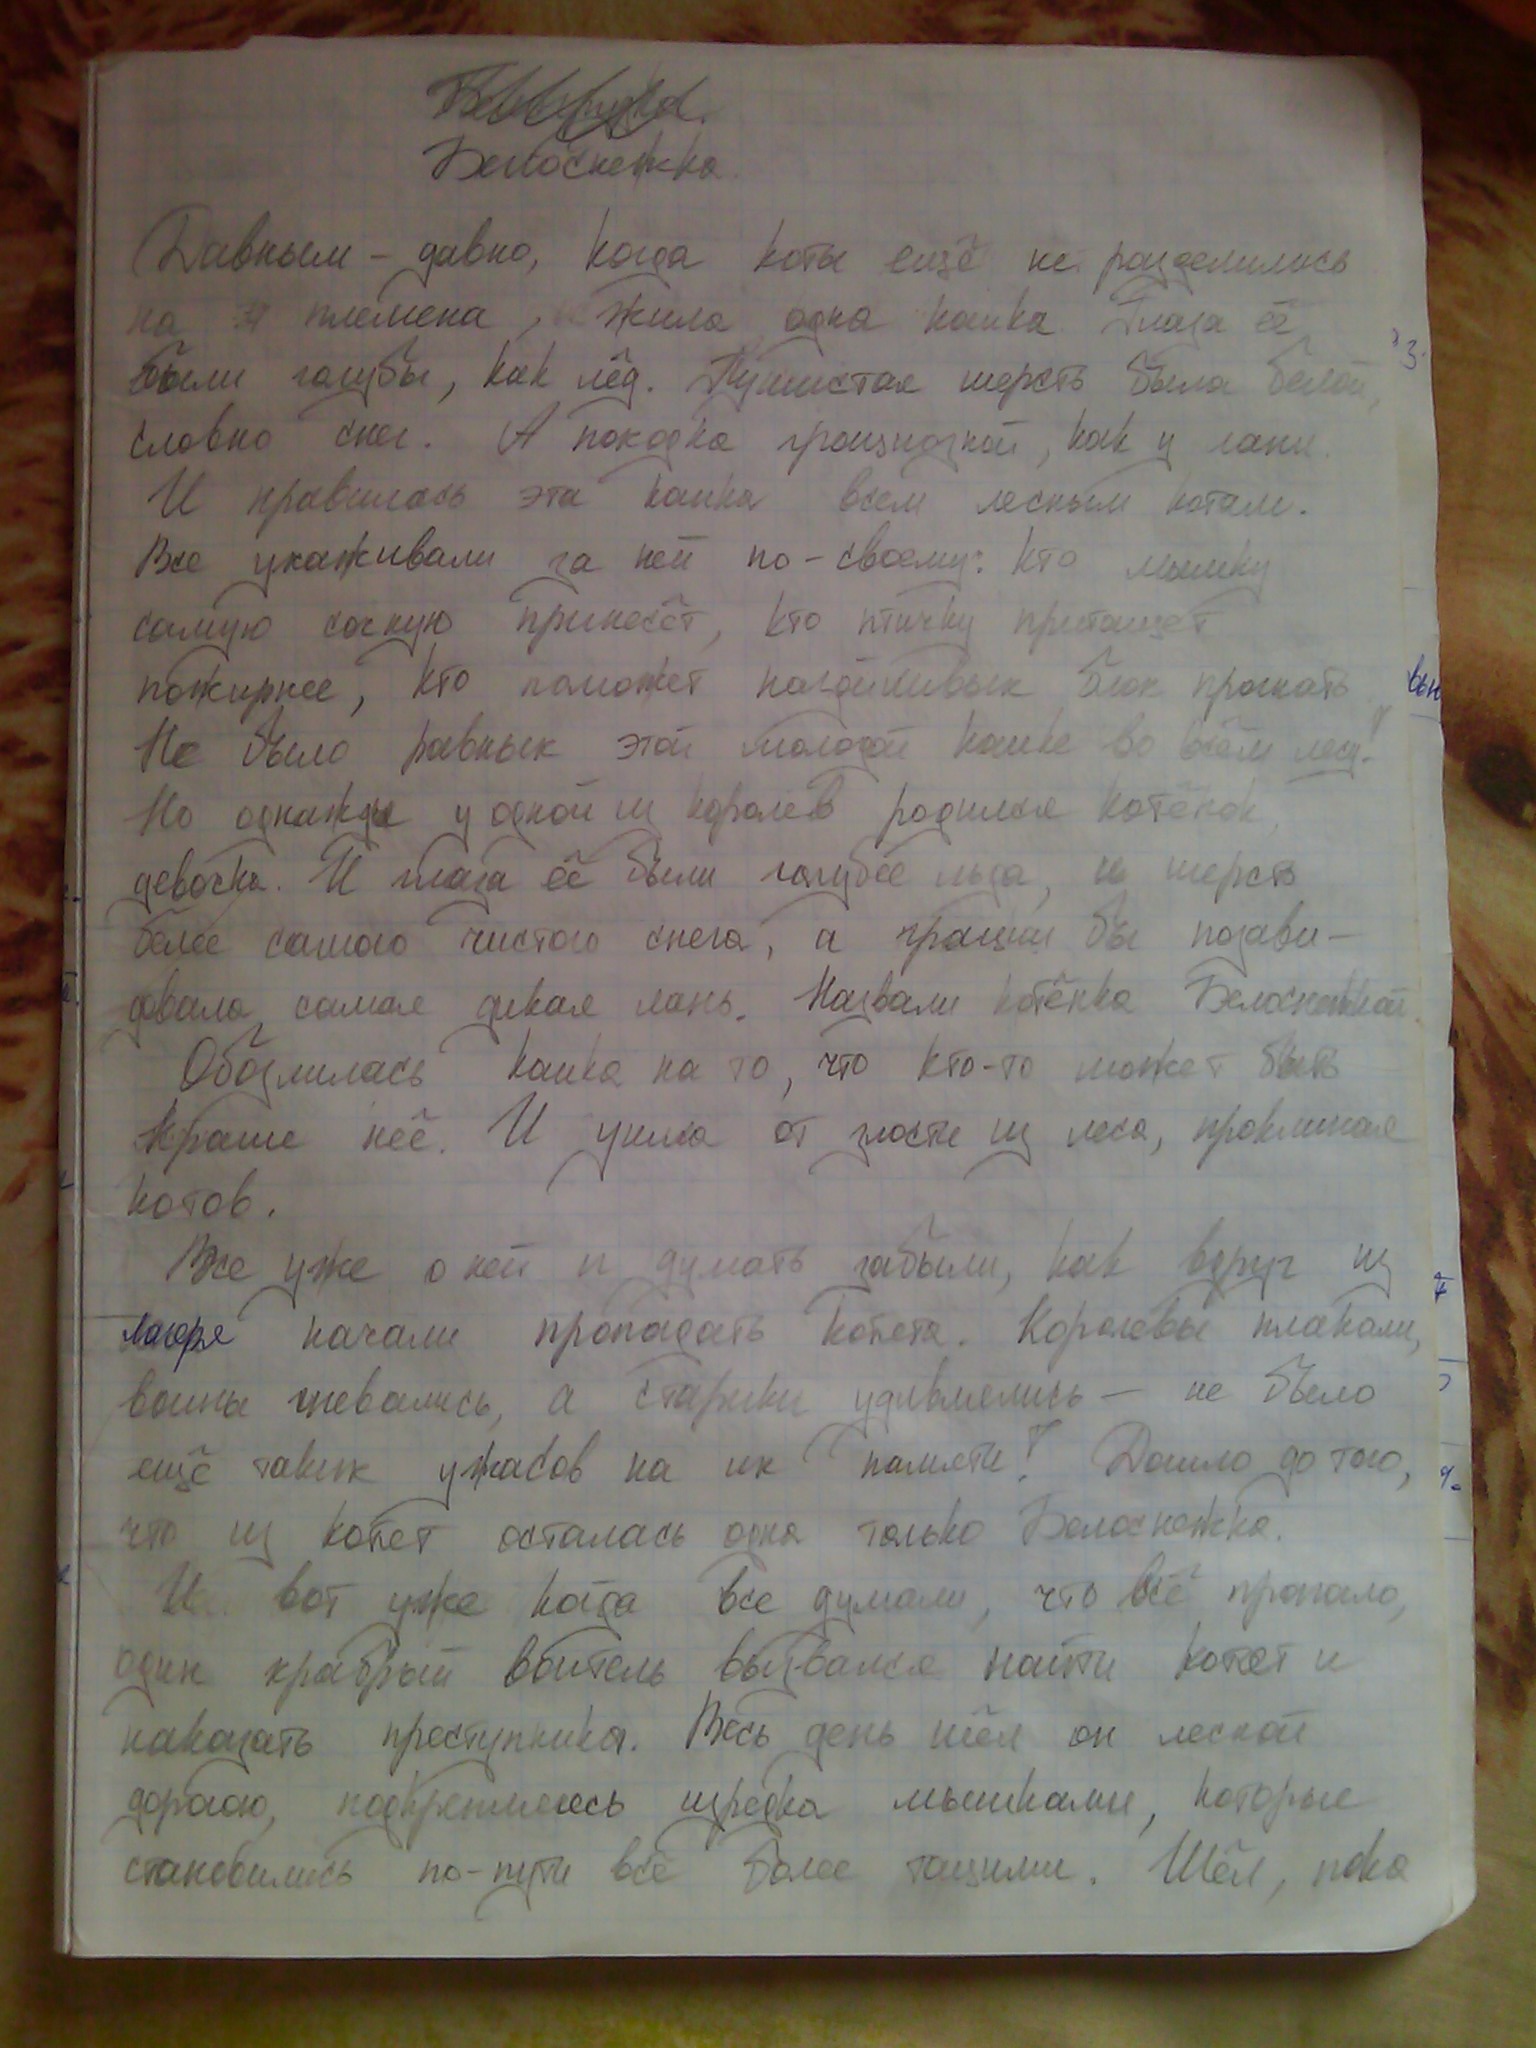 Белоснежка.
Давным-давно, когда коты ещё не разделились
на 4 племена, жила одна кошка. Глаза её
были голубы, как лёд. Пушистая шерсть была белой,
словно снег. А походка грациозной, как у лани.
И нравилась эта кошка всем лесным котам.
Все ухаживали за ней по-своему: кто мышку
самую сочную принесёт, кто птичку притащет
пожирнее, кто поможет назойливых блох прогнать.
Не было равных этой молодой кошке во всём лесу!
Но однажды у одной из королев родился котёнок,
девочка. И глаза её были голубее льда, и шерсть
белее самого чистого снега, а грации бы позави-
довала самая дикая лань. Назвали котёнка Белоснежкой.
Обозлилась кошка на то, что кто-то может быть
краше неё. И ушла от злости из леса, проклиная
котов.
Все уже о ней и думать забыли, как вдруг из
лагеря начали пропадать котята. Королевы плакали,
воины гневались, а старики удивлялись — не было
ещё таких ужасов на их памяти! Дошло до того,
что из котят осталась одна только Белоснежка.
И вот уже когда все думали, что всё пропало,
один храбрый воитель вызвался найти котят и
наказать преступника. Весь день шёл он лесной
дорогою, подкрепляясь изредка мышками, которые
становились по-пути всё более тощими. Шёл, пока